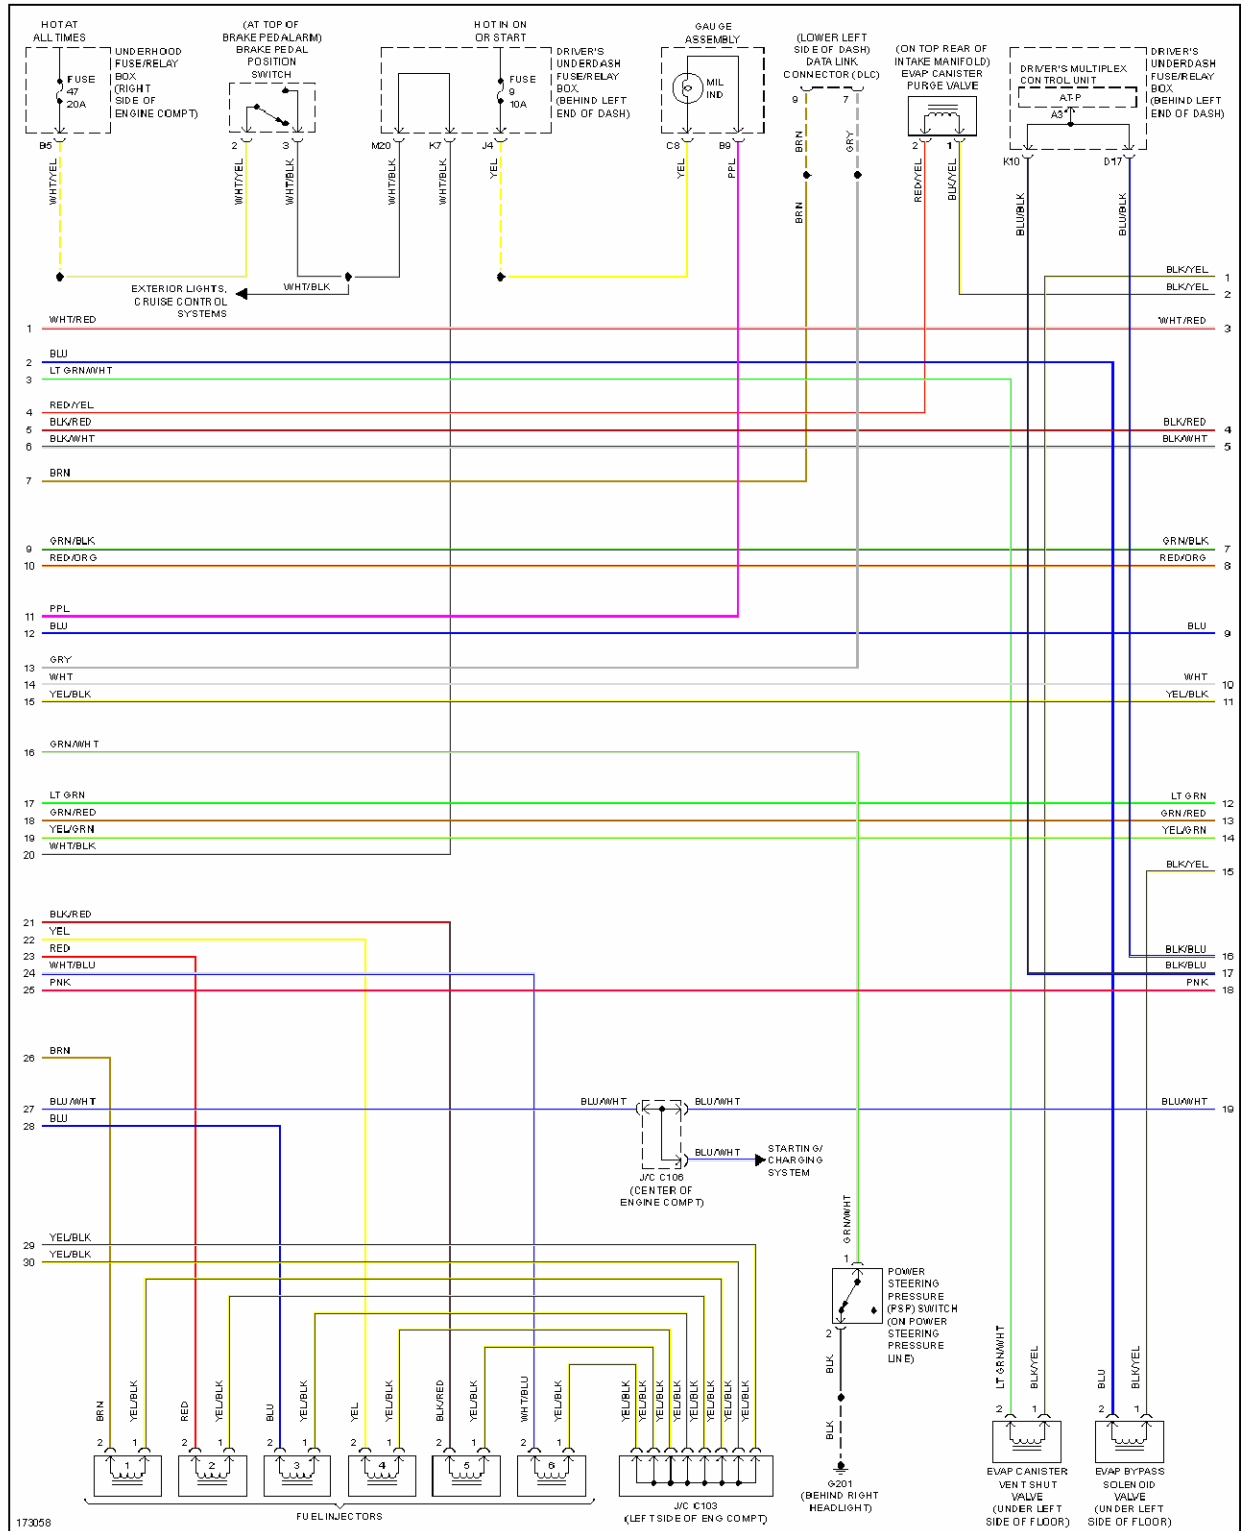 HOT AT
ALL TIMES
UNDERHOOD
FUSE/RELAY
BOX
(RIGHT
SIDE OF
ENGINE COMPT)
FUSE
47
20A
B5
WHT/YEL
(AT TOP OF
BRAKE PEDAL ARM)
BRAKE PEDAL
POSITION
SWITCH
2
3
WHT/YEL
WHT/BLK
HOT IN ON
OR START
DRIVER'S
UNDERDASH
FUSE/RELAY
BOX
(BEHIND LEFT
END OF DASH)
FUSE
9
10A
M20
K7
J4
WHT/BLK
WHT/BLK
YEL
GAUGE
ASSEMBLY
MIL
IND
C8
B9
YEL
PPL
(LOWER LEFT
SIDE OF DASH)
DATA LINK
CONNECTOR (DLC)
9
7
BRN
GRY
BRN
(ON TOP REAR OF
INTAKE MANIFOLD)
EVAP CANISTER
PURGE VALVE
2
1
RED/YEL
BLK/YEL
DRIVER'S MULTIPLEX
CONTROL UNIT
AT-P
A3
DRIVER'S
UNDERDASH
FUSE/RELAY
BOX
(BEHIND LEFT
END OF DASH)
K10
D17
BLU/BLK
BLU/BLK
EXTERIOR LIGHTS,
CRUISE CONTROL
SYSTEMS
WHT/BLK
BLK/YEL 1
BLK/YEL 2
1 WHT/RED
WHT/RED 3
2 BLU
3 LT GRN/WHT
4 RED/YEL
5 BLK/RED
BLK/RED 4
6 BLK/WHT
BLK/WHT 5
7 BRN
9 GRN/BLK
GRN/BLK 7
10 RED/ORG
RED/ORG 8
11 PPL
12 BLU
BLU 9
13 GRY
14 WHT
WHT 10
15 YEL/BLK
YEL/BLK 11
16 GRN/WHT
17 LT GRN
LT GRN 12
18 GRN/RED
GRN/RED 13
19 YEL/GRN
YEL/GRN 14
20 WHT/BLK
BLK/YEL 15
21 BLK/RED
22 YEL
23 RED
BLK/BLU 16
24 WHT/BLU
BLK/BLU 17
25 PNK
PNK 18
26 BRN
27 BLU/WHT
BLU/WHT
BLU/WHT
BLU/WHT 19
28 BLU
BLU/WHT
STARTING/
CHARGING
SYSTEM
J/C C106
(CENTER OF
ENGINE COMPT)
29 YEL/BLK
30 YEL/BLK
GRN/WHT
1
POWER
STEERING
PRESSURE
(PSP) SWITCH
(ON POWER
STEERING
PRESSURE
LINE)
2
BLK
BLK
G201
(BEHIND RIGHT
HEADLIGHT)
BRN
YEL/BLK
RED
YEL/BLK
BLU
YEL/BLK
YEL
YEL/BLK
BLK/RED
YEL/BLK
WHT/BLU
YEL/BLK
YEL/BLK
YEL/BLK
YEL/BLK
YEL/BLK
YEL/BLK
YEL/BLK
YEL/BLK
YEL/BLK
2 1 2 1 2 1 2 1 2 1 2 1
1 2 3 4 5 6
FUEL INJECTORS
J/C C103
(LEFT SIDE OF ENG COMPT)
LT GRN/WHT
BLK/YEL
2 1
EVAP CANISTER
VENT SHUT
VALVE
(UNDER LEFT
SIDE OF FLOOR)
BLU
BLK/YEL
2 1
EVAP BYPASS
SOLENOID
VALVE
(UNDER LEFT
SIDE OF FLOOR)
173058